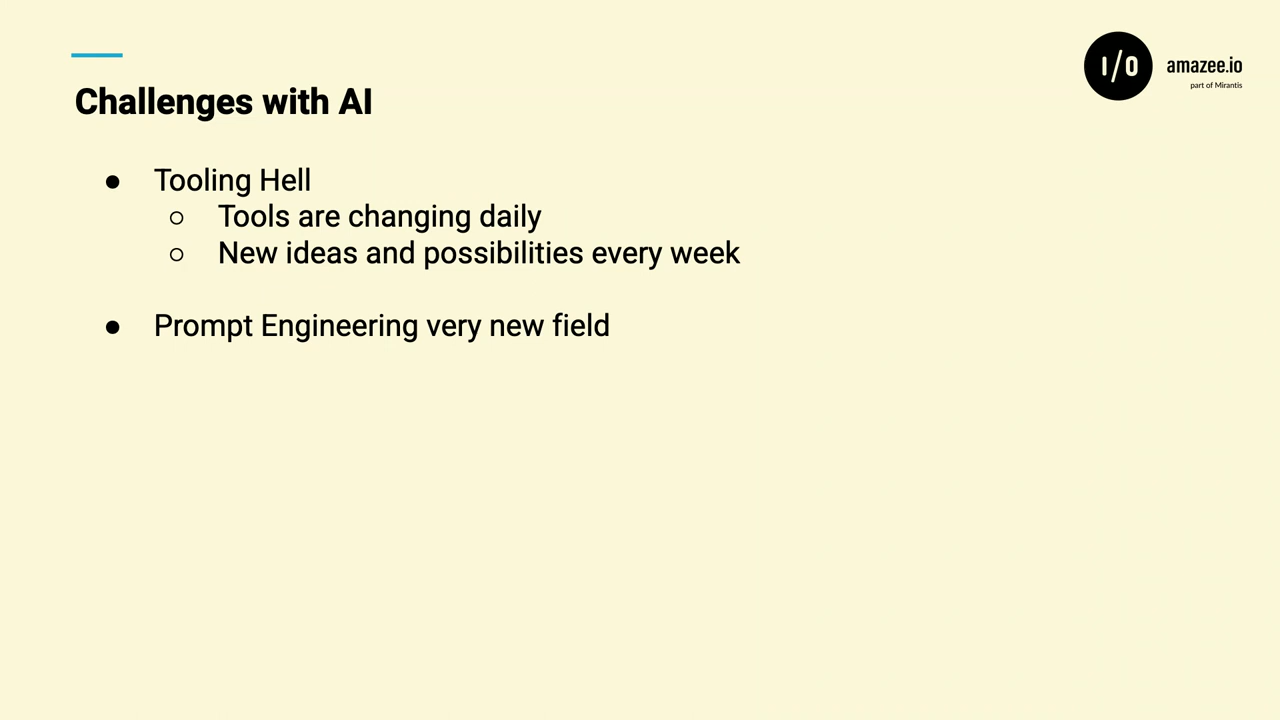 I/O
amazee.io
part of Mirantis
Challenges with AI
● Tooling Hell
○ Tools are changing daily
○ New ideas and possibilities every week
● Prompt Engineering very new field